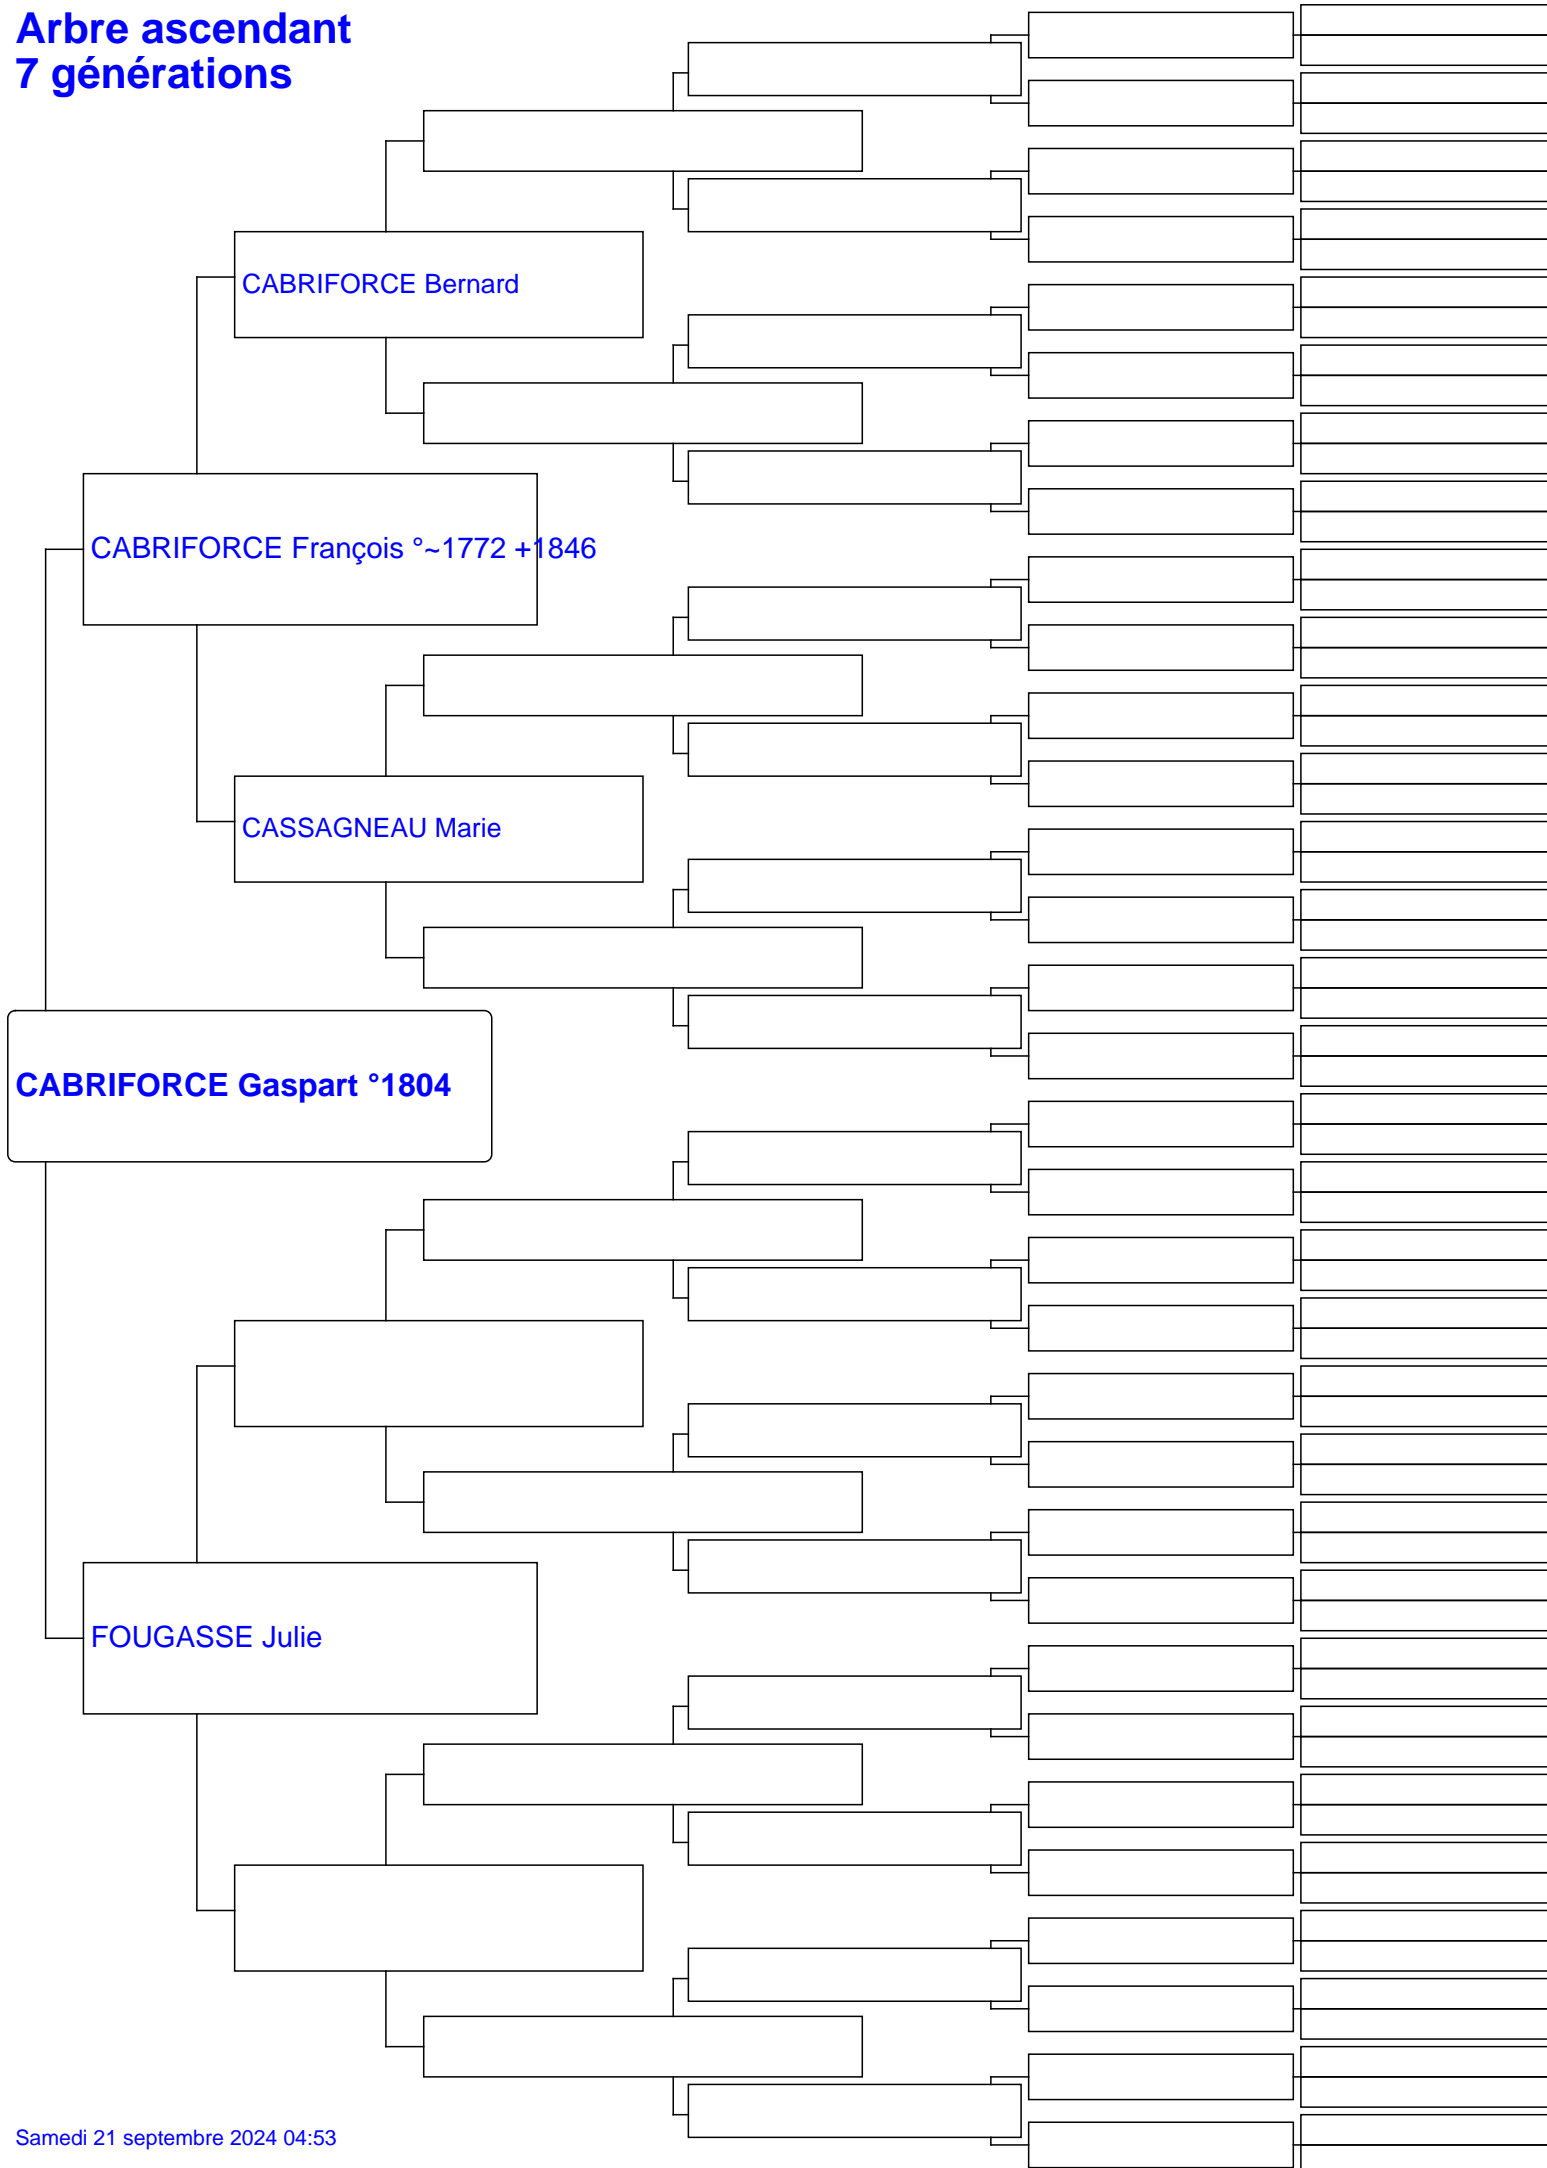 Arbre ascendant
7 générations
CABRIFORCE Bernard
CABRIFORCE François °~1772 +1846
CASSAGNEAU Marie
CABRIFORCE Gaspart °1804
FOUGASSE Julie
Samedi 21 septembre 2024 04:53